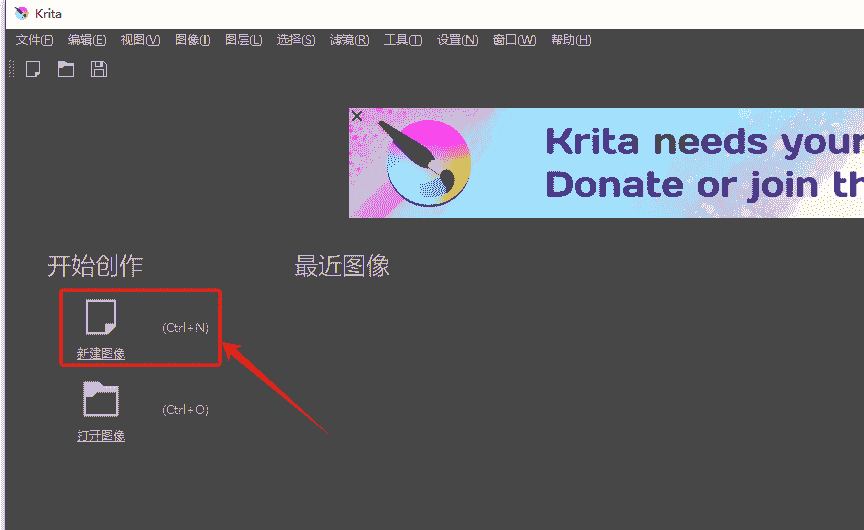 Krita
文件(F) 编辑(E) 视图(V) 图像(I) 图层(L) 选择(S) 滤镜(R) 工具(T) 设置(N) 窗口(W) 帮助(H)
Krita needs your
Donate or join th
开始创作
最近图像
(Ctrl+N)
新建图像
(Ctrl+O)
打开图像